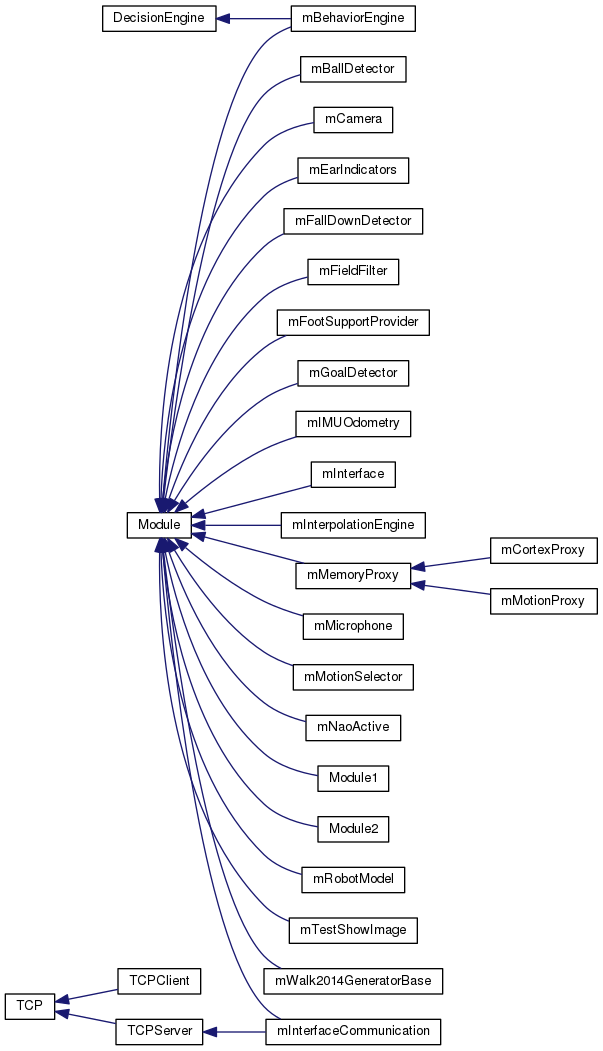 DecisionEngine
mBehaviorEngine
mBallDetector
mCamera
mEarIndicators
mFallDownDetector
mFieldFilter
mFootSupportProvider
mGoalDetector
mIMUOdometry
mInterface
Module
mInterpolationEngine
mCortexProxy
mMemoryProxy
mMotionProxy
mMicrophone
mMotionSelector
mNaoActive
Module1
Module2
mRobotModel
mTestShowImage
TCPClient
mWalk2014GeneratorBase
TCP
TCPServer
mInterfaceCommunication